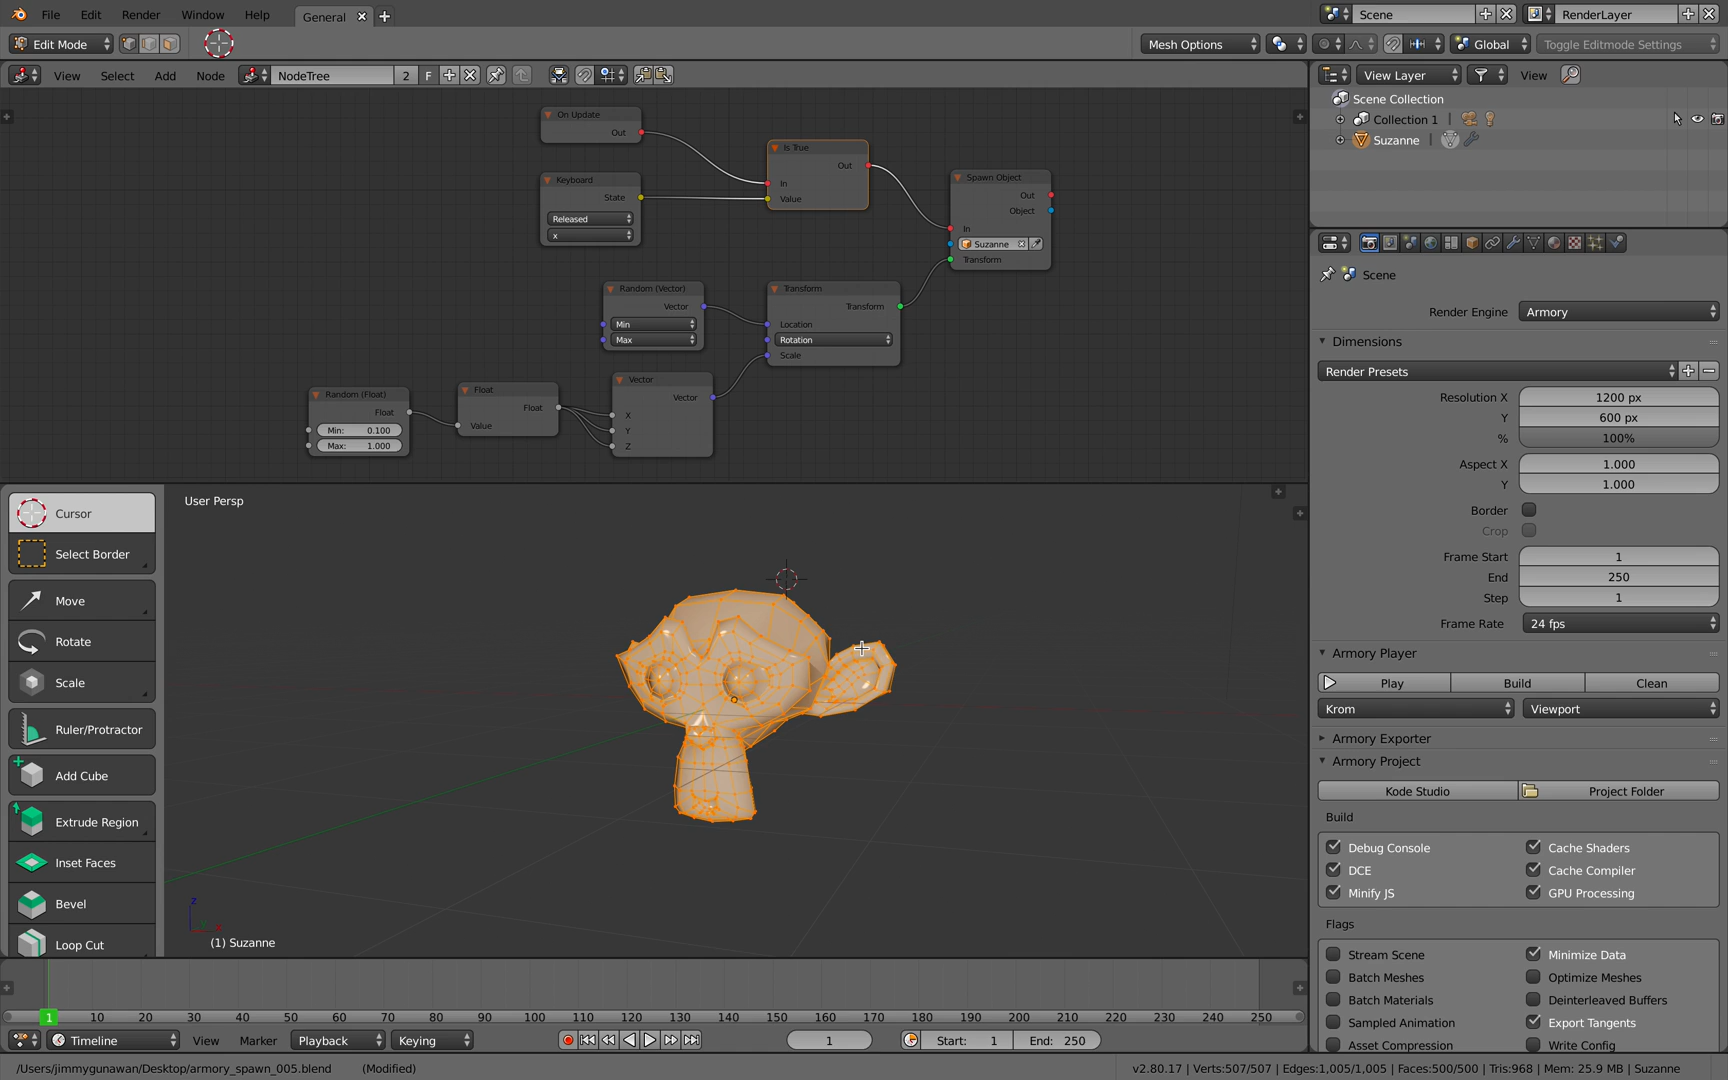 File Edit Render Window Help General Scene RenderLayer
Edit Mode Mesh Options Global Toggle Editmode Settings
View Select Add Node NodeTree 2 F View Layer View
On Update
Out
Keyboard
State
Released
x
Is True
Out
In
Value
Spawn Object
Out
Object
In
Suzanne
Transform
Random (Vector)
Vector
Min
Max
Transform
Transform
Location
Rotation
Scale
Random (Float)
Float
Min: 0.100
Max: 1.000
Float
Float
Value
Vector
Vector
X
Y
Z
Scene Collection
Collection 1
Suzanne
Scene
Render Engine Armory
Dimensions
Render Presets
Resolution X 1200 px
Y 600 px
% 100%
Aspect X 1.000
Y 1.000
Border
Crop
Frame Start 1
End 250
Step 1
Frame Rate 24 fps
Armory Player
Play Build Clean
Krom Viewport
Armory Exporter
Armory Project
Kode Studio Project Folder
Build
Debug Console Cache Shaders
DCE Cache Compiler
Minify JS GPU Processing
Flags
Stream Scene Minimize Data
Batch Meshes Optimize Meshes
Batch Materials Deinterleaved Buffers
Sampled Animation Export Tangents
Asset Compression Write Config
Cursor
Select Border
Move
Rotate
Scale
Ruler/Protractor
Add Cube
Extrude Region
Inset Faces
Bevel
Loop Cut
User Persp
z
(1) Suzanne
1 10 20 30 40 50 60 70 80 90 100 110 120 130 140 150 160 170 180 190 200 210 220 230 240 250
Timeline View Marker Playback Keying 1 Start: 1 End: 250
/Users/jimmygunawan/Desktop/armory_spawn_005.blend (Modified) v2.80.17 | Verts:507/507 | Edges:1,005/1,005 | Faces:500/500 | Tris:968 | Mem: 25.9 MB | Suzanne